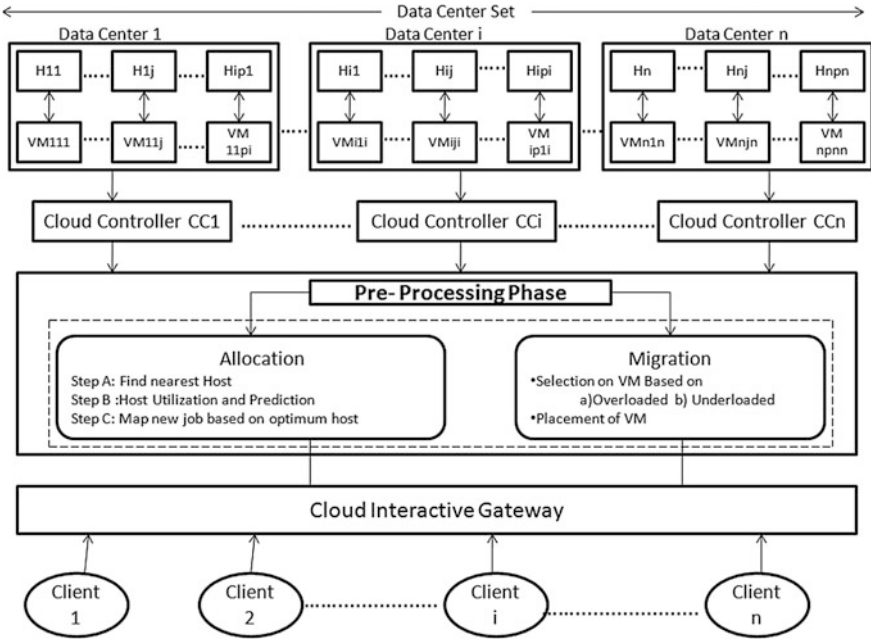 Data Center Set
Data Center 1
Data Center i
Data Center n
H11 ..... H1j ..... Hip1
Hi1 ..... Hij ..... Hipi
Hn ..... Hnj ..... Hnpn
VM111 ..... VM11j ..... VM
11pi
VMi1i ..... VMiji ..... VM
ip1i
VMn1n ..... VMnjn ..... VM
npnn
Cloud Controller CC1 ..................... Cloud Controller CCi ..................... Cloud Controller CCn
Pre- Processing Phase
Allocation
Step A: Find nearest Host
Step B :Host Utilization and Prediction
Step C: Map new job based on optimum host
Migration
•Selection on VM Based on
a)Overloaded b) Underloaded
•Placement of VM
Cloud Interactive Gateway
Client
1
Client
2
Client
i
Client
n